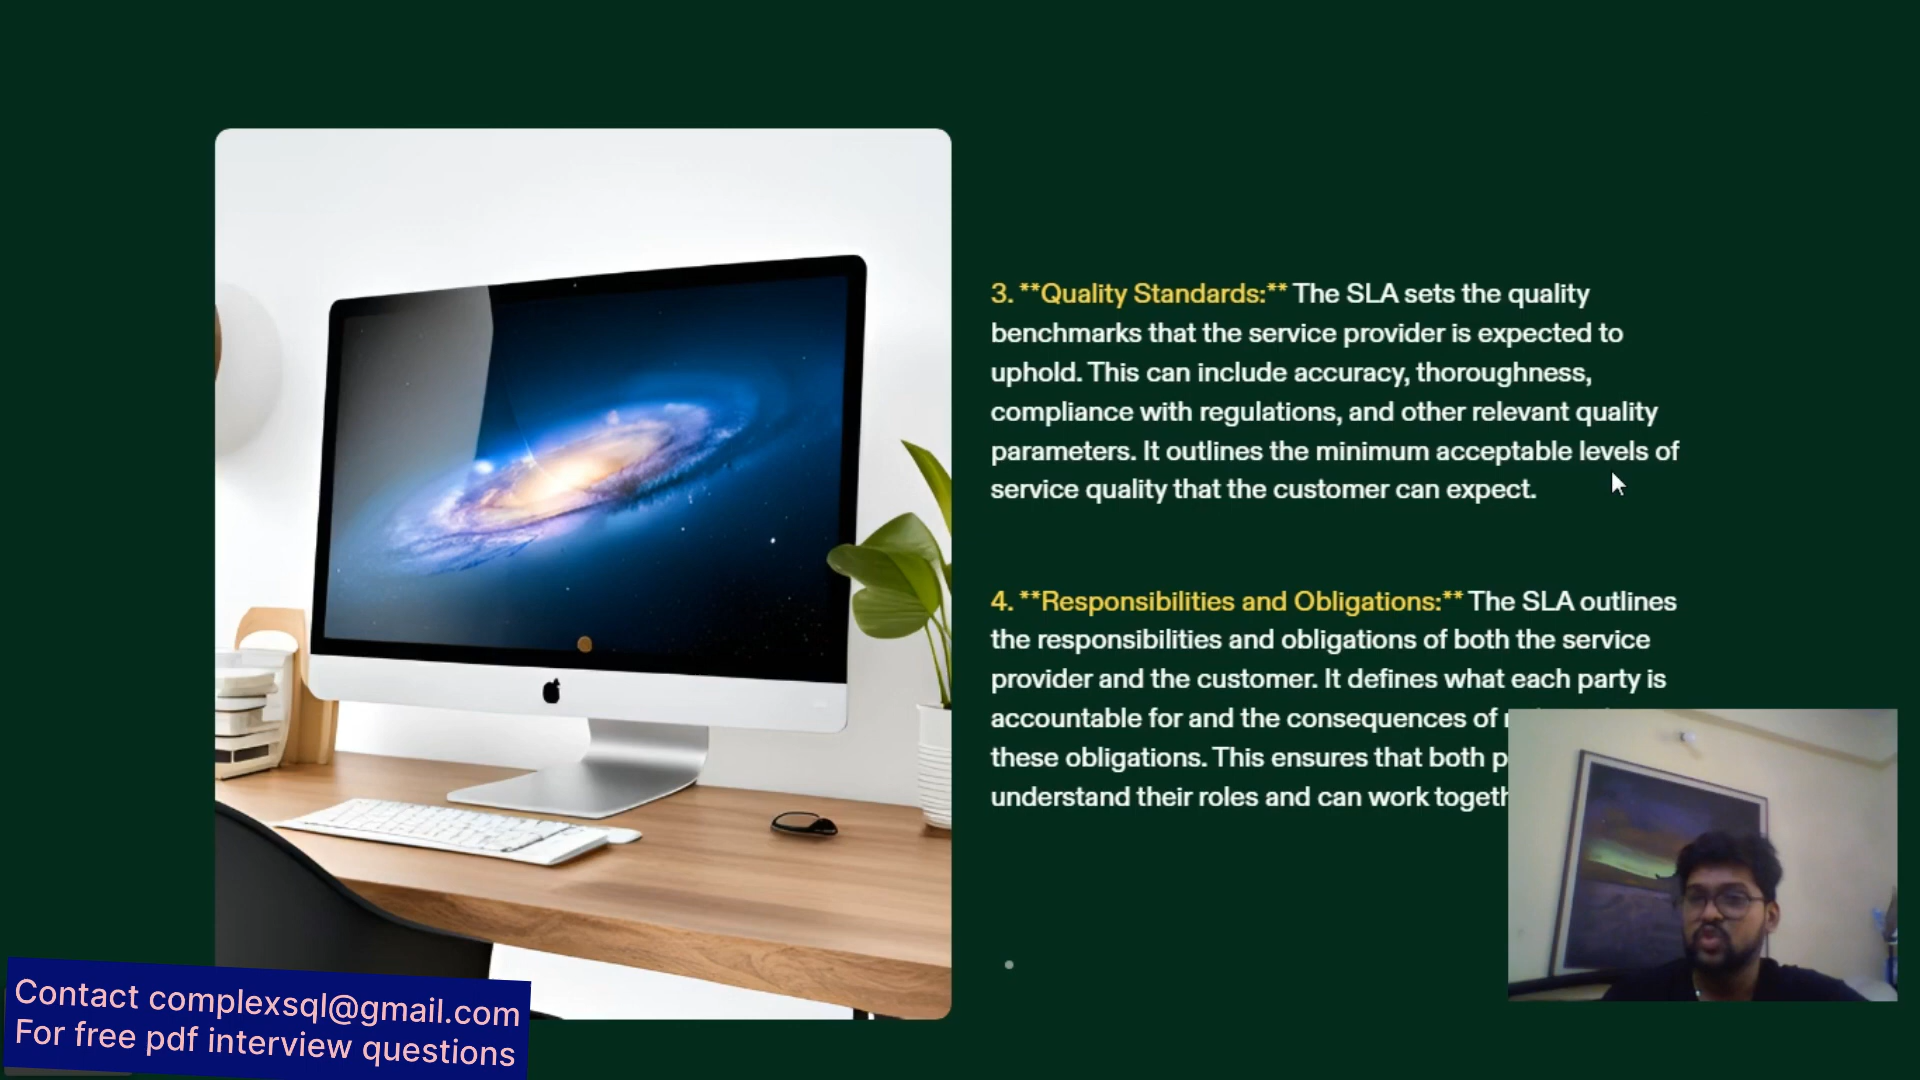 3. **Quality Standards:** The SLA sets the quality
benchmarks that the service provider is expected to
uphold. This can include accuracy, thoroughness,
compliance with regulations, and other relevant quality
parameters. It outlines the minimum acceptable levels of
service quality that the customer can expect.
4. **Responsibilities and Obligations:** The SLA outlines
the responsibilities and obligations of both the service
provider and the customer. It defines what each party is
accountable for and the consequences of
these obligations. This ensures that both
understand their roles and can work
Contact complexsql@gmail.com
For free pdf interview questions